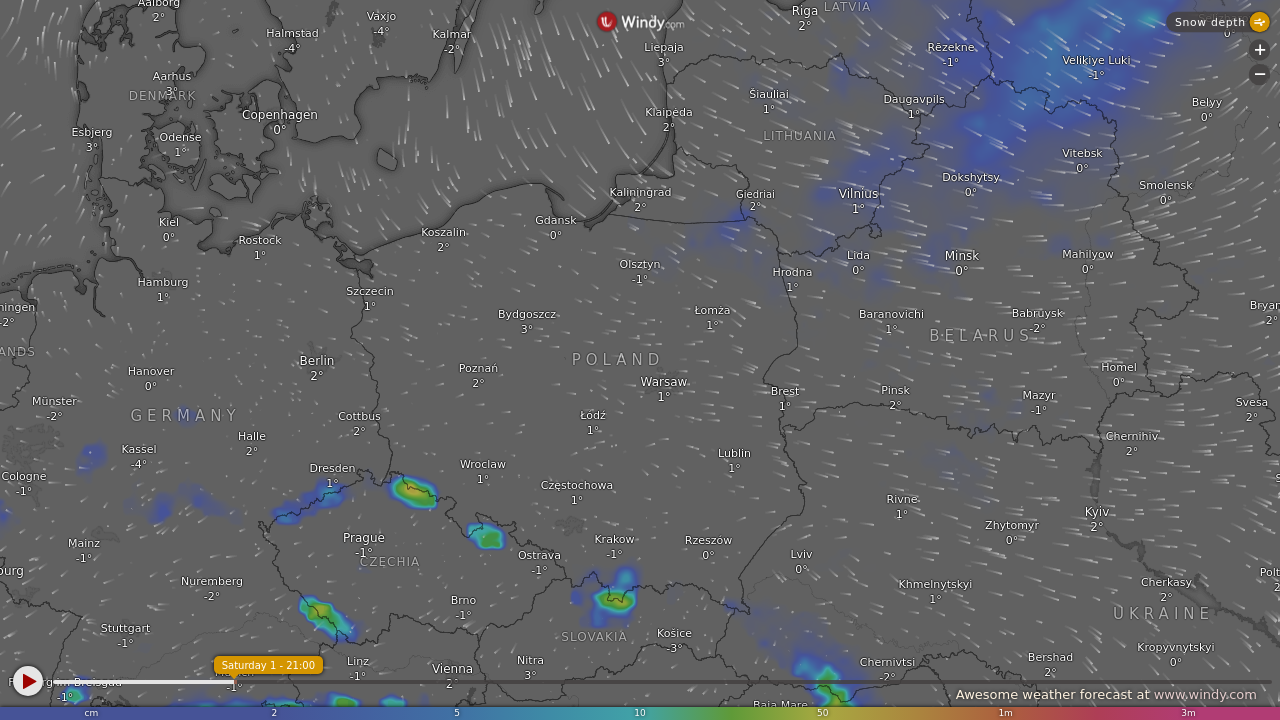 Aalborg
2°
Växjo
-4°
Riga
2°
LATVIA
Windy.com
Snow depth
0°
Halmstad
-4°
Kalmar
-2°
Liepaja
3°
Rēzekne
-1°
Velikiye Luki
-1°
Aarhus
3°
DENMARK
Šiauliai
1°
Daugavpils
1°
Belyy
0°
Copenhagen
0°
Klaipėda
2°
Esbjerg
3°
Odense
1°
LITHUANIA
Vitebsk
0°
Kaliningrad
2°
Giedriai
2°
Vilnius
1°
Dokshytsy
0°
Smolensk
0°
Kiel
0°
Rostock
1°
Koszalin
2°
Gdansk
0°
Olsztyn
-1°
Hrodna
1°
Lida
0°
Minsk
0°
Mahilyow
0°
Hamburg
1°
Szczecin
1°
Bydgoszcz
3°
Łomża
1°
Baranovichi
1°
Babruysk
-2°
BELARUS
ningen
-2°
ANDS
Berlin
2°
Poznań
2°
POLAND
Warsaw
1°
Brest
1°
Pinsk
2°
Mazyr
-1°
Homel
0°
Hanover
0°
Münster
-2°
GERMANY
Cottbus
2°
Łódź
1°
Svesa
2°
Kassel
-4°
Halle
2°
Dresden
1°
Wroclaw
1°
Częstochowa
1°
Lublin
1°
Chernihiv
2°
Cologne
-1°
Rivne
1°
Zhytomyr
0°
Kyiv
2°
Mainz
-1°
Prague
-1°
CZECHIA
Ostrava
-1°
Krakow
-1°
Rzeszow
0°
Lviv
0°
Nuremberg
-2°
Brno
-1°
Khmelnytskyi
1°
Cherkasy
2°
UKRAINE
Stuttgart
-1°
SLOVAKIA
Košice
-3°
Linz
-1°
Vienna
2°
Nitra
3°
Chernivtsi
-2°
Bershad
2°
Kropyvnytskyi
0°
Saturday 1 - 21:00
-1°
-1°
Baia Mare
Awesome weather forecast at www.windy.com
cm 2 5 10 50 1m 3m